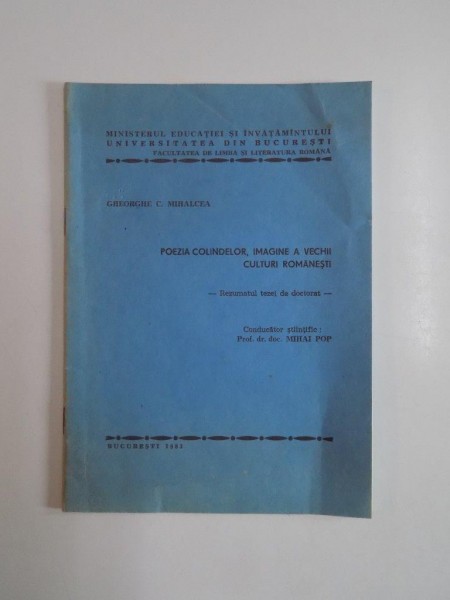 MINISTERUL EDUCAȚIEI ȘI ÎNVĂȚĂMÎNTULUI
UNIVERSITATEA DIN BUCUREȘTI
FACULTATEA DE LIMBA ȘI LITERATURA ROMÂNĂ
GHEORGHE C. MIHALCEA
POEZIA COLINDELOR, IMAGINE A VECHII
CULTURI ROMÂNEȘTI
— Rezumatul tezei de doctorat —
Conducător științific :
Prof. dr. doc. MIHAI POP
BUCUREȘTI